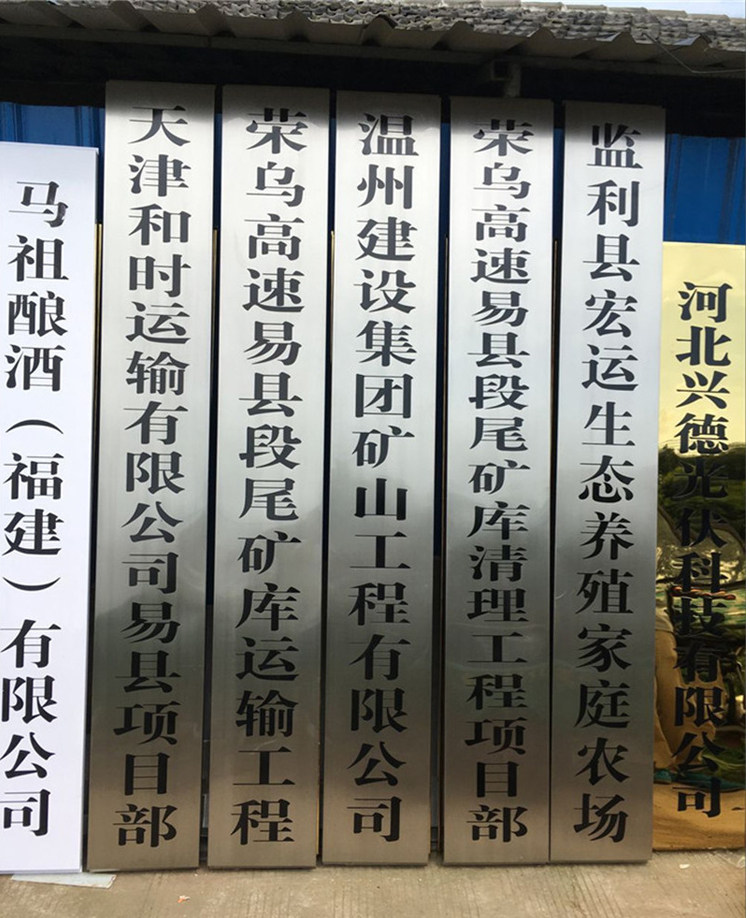 马祖酿酒（福建）有限公司
天津和时运输有限公司易县项目部
荣乌高速易县段尾矿库运输工程
温州建设集团矿山工程有限公司
荣乌高速易县段尾矿库清理工程项目部
监利县宏运生态养殖家庭农场
河北兴德光伏科技有限公司